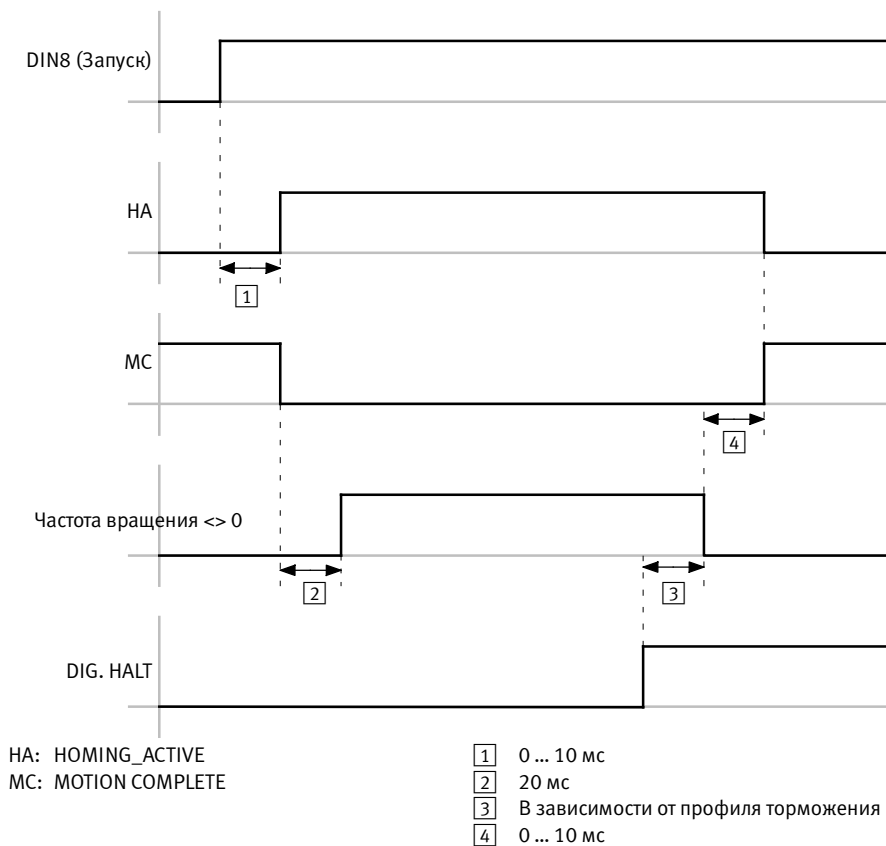 DIN8 (Запуск)
HA
1
MC
4
Частота вращения <> 0
2
3
DIG. HALT
HA: HOMING_ACTIVE
MC: MOTION COMPLETE
1 0 ... 10 мс
2 20 мс
3 В зависимости от профиля торможения
4 0 ... 10 мс